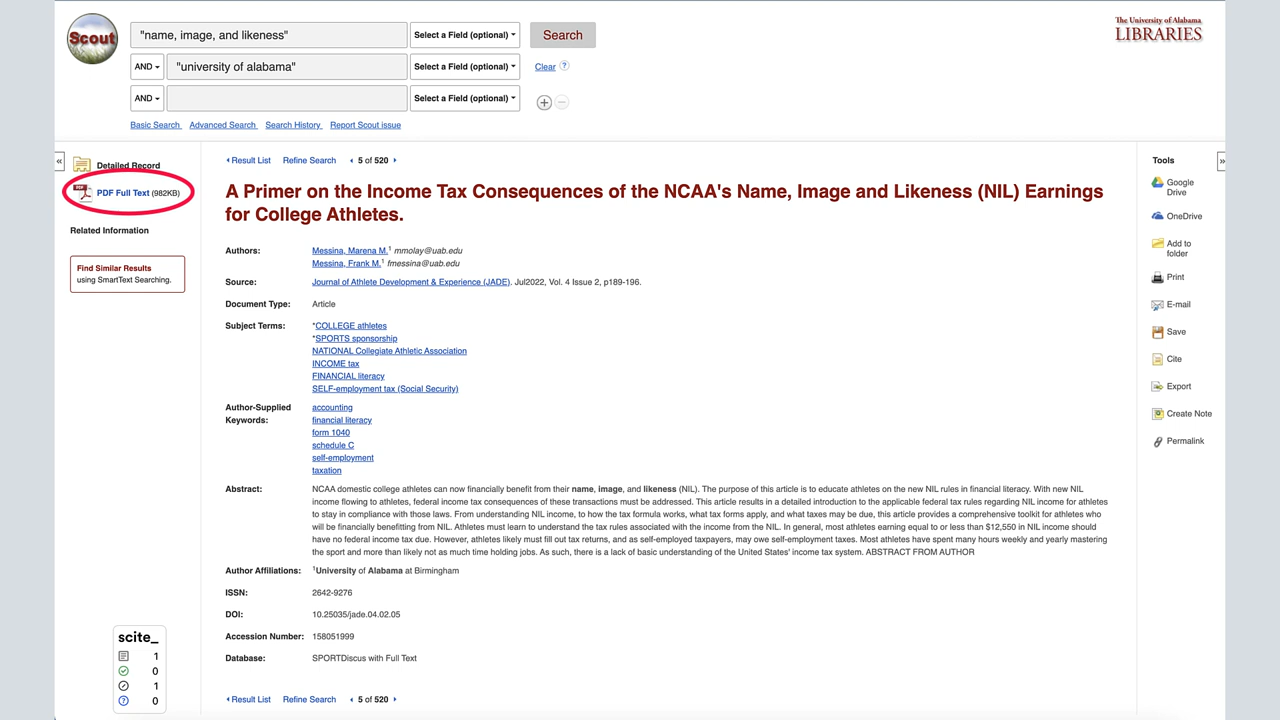 Scout
"name, image, and likeness"
Select a Field (optional)
Search
The University of Alabama
LIBRARIES
AND
"university of alabama"
Select a Field (optional)
Clear
?
AND
Select a Field (optional)
Basic Search
Advanced Search
Search History
Report Scout issue
«
Detailed Record
PDF Full Text (982KB)
Related Information
Find Similar Results
using SmartText Searching.
Result List
Refine Search
5 of 520
A Primer on the Income Tax Consequences of the NCAA's Name, Image and Likeness (NIL) Earnings
for College Athletes.
Authors:
Messina, Marena M.1 mmolay@uab.edu
Messina, Frank M.1 fmessina@uab.edu
Source:
Journal of Athlete Development & Experience (JADE). Jul2022, Vol. 4 Issue 2, p189-196.
Document Type:
Article
Subject Terms:
*COLLEGE athletes
*SPORTS sponsorship
NATIONAL Collegiate Athletic Association
INCOME tax
FINANCIAL literacy
SELF-employment tax (Social Security)
Author-Supplied
Keywords:
accounting
financial literacy
form 1040
schedule C
self-employment
taxation
Abstract:
NCAA domestic college athletes can now financially benefit from their name, image, and likeness (NIL). The purpose of this article is to educate athletes on the new NIL rules in financial literacy. With new NIL
income flowing to athletes, federal income tax consequences of these transactions must be addressed. This article results in a detailed introduction to the applicable federal tax rules regarding NIL income for athletes
to stay in compliance with those laws. From understanding NIL income, to how the tax formula works, what tax forms apply, and what taxes may be due, this article provides a comprehensive toolkit for athletes who
will be financially benefitting from NIL. Athletes must learn to understand the tax rules associated with the income from the NIL. In general, most athletes earning equal to or less than $12,550 in NIL income should
have no federal income tax due. However, athletes likely must fill out tax returns, and as self-employed taxpayers, may owe self-employment taxes. Most athletes have spent many hours weekly and yearly mastering
the sport and more than likely not as much time holding jobs. As such, there is a lack of basic understanding of the United States' income tax system. ABSTRACT FROM AUTHOR
Author Affiliations:
1University of Alabama at Birmingham
ISSN:
2642-9276
DOI:
10.25035/jade.04.02.05
Accession Number:
158051999
Database:
SPORTDiscus with Full Text
Result List
Refine Search
5 of 520
scite_
1
0
1
? 0
Tools
»
Google
Drive
OneDrive
Add to
folder
Print
E-mail
Save
Cite
Export
Create Note
Permalink